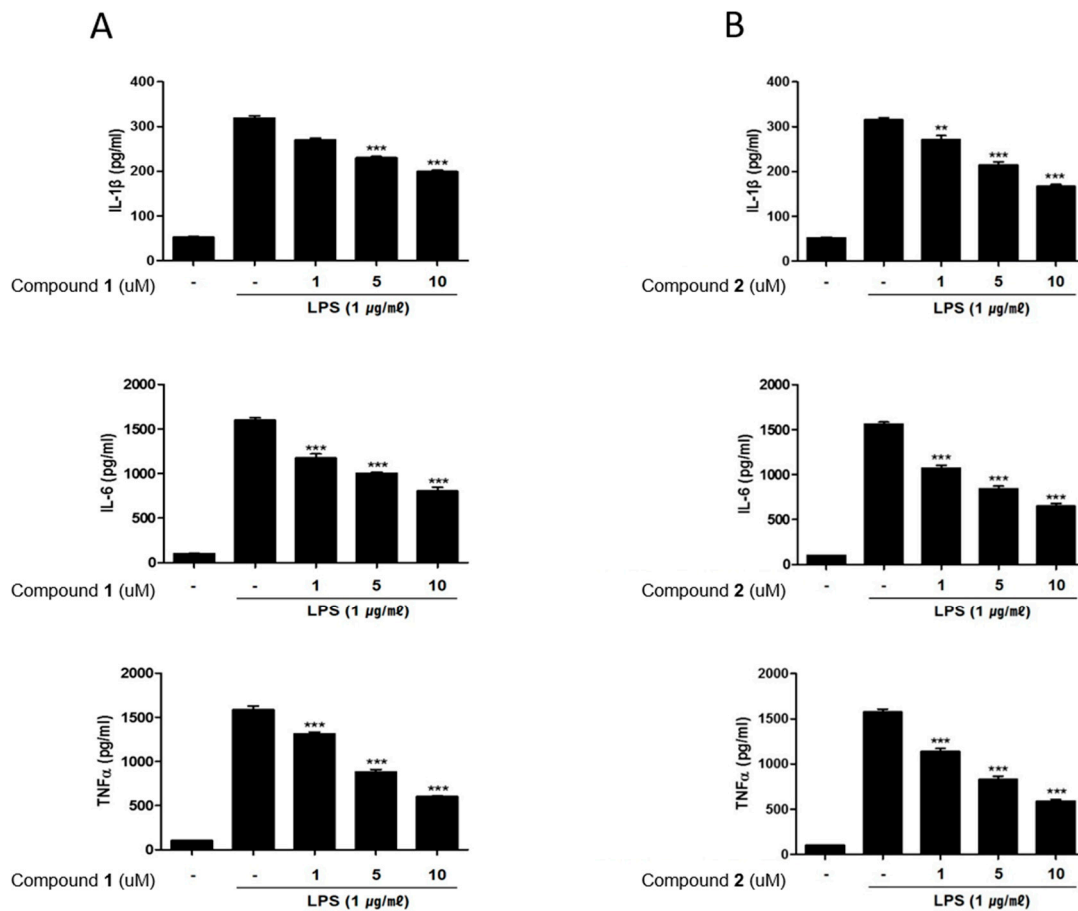 A
B
400
300
200
100
0
IL-1β (pg/ml)
*** ***
Compound 1 (uM) - - 1 5 10
LPS (1 μg/mℓ)
400
300
200
100
0
IL-1β (pg/ml)
** *** ***
Compound 2 (uM) - - 1 5 10
LPS (1 μg/mℓ)
2000
1500
1000
500
0
IL-6 (pg/ml)
*** *** ***
Compound 1 (uM) - - 1 5 10
LPS (1 μg/mℓ)
2000
1500
1000
500
0
IL-6 (pg/ml)
*** *** ***
Compound 2 (uM) - - 1 5 10
LPS (1 μg/mℓ)
2000
1500
1000
500
0
TNFα (pg/ml)
*** *** ***
Compound 1 (uM) - - 1 5 10
LPS (1 μg/mℓ)
2000
1500
1000
500
0
TNFα (pg/ml)
*** *** ***
Compound 2 (uM) - - 1 5 10
LPS (1 μg/mℓ)